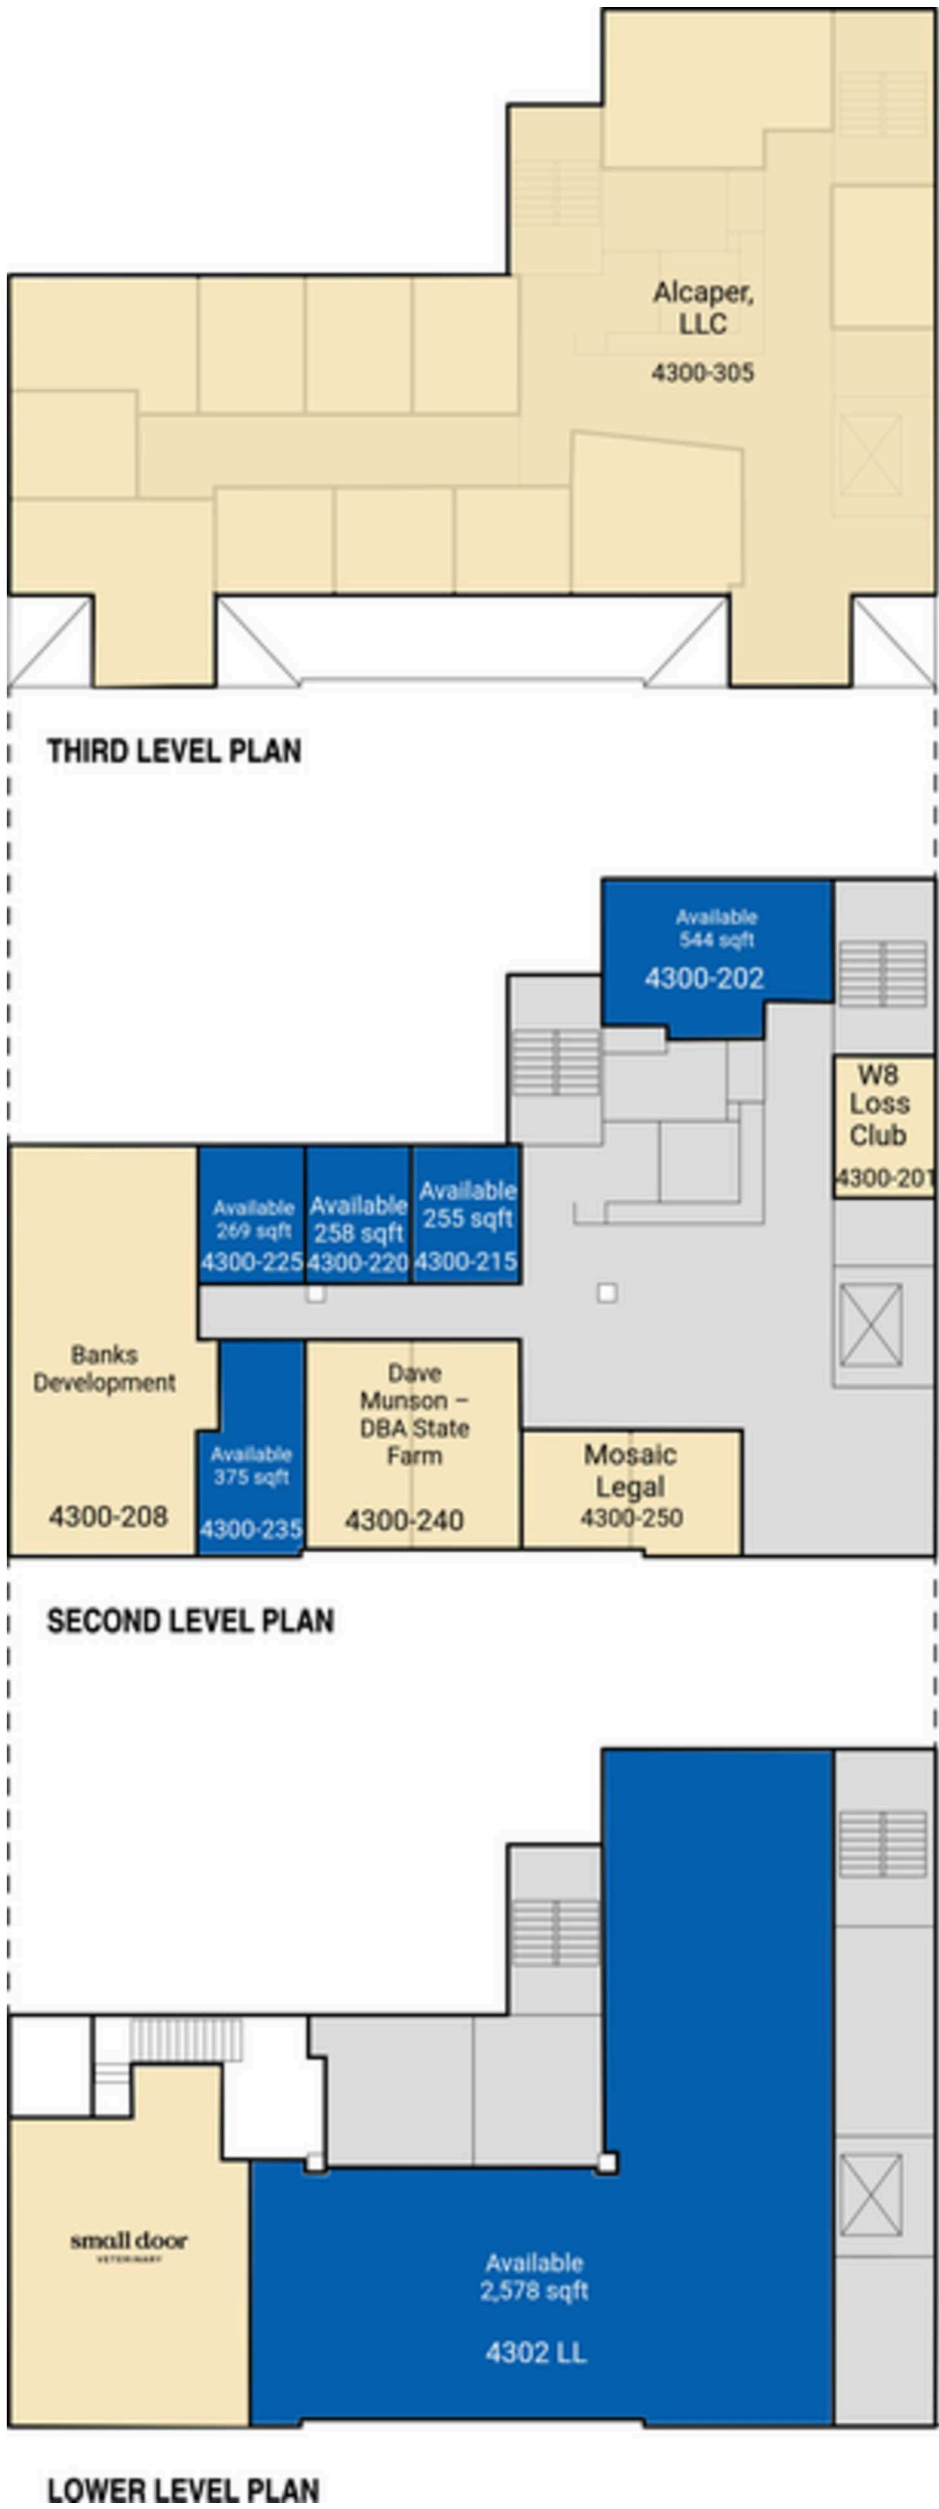 Alcaper,
LLC
4300-305
THIRD LEVEL PLAN
Available
544 sqft
4300-202
W8
Loss
Club
4300-201
Available
269 sqft
4300-225
Available
258 sqft
4300-220
Available
255 sqft
4300-215
Banks
Development
4300-208
Available
375 sqft
4300-235
Dave
Munson –
DBA State
Farm
4300-240
Mosaic
Legal
4300-250
SECOND LEVEL PLAN
small door
VETERINARY
Available
2,578 sqft
4302 LL
LOWER LEVEL PLAN